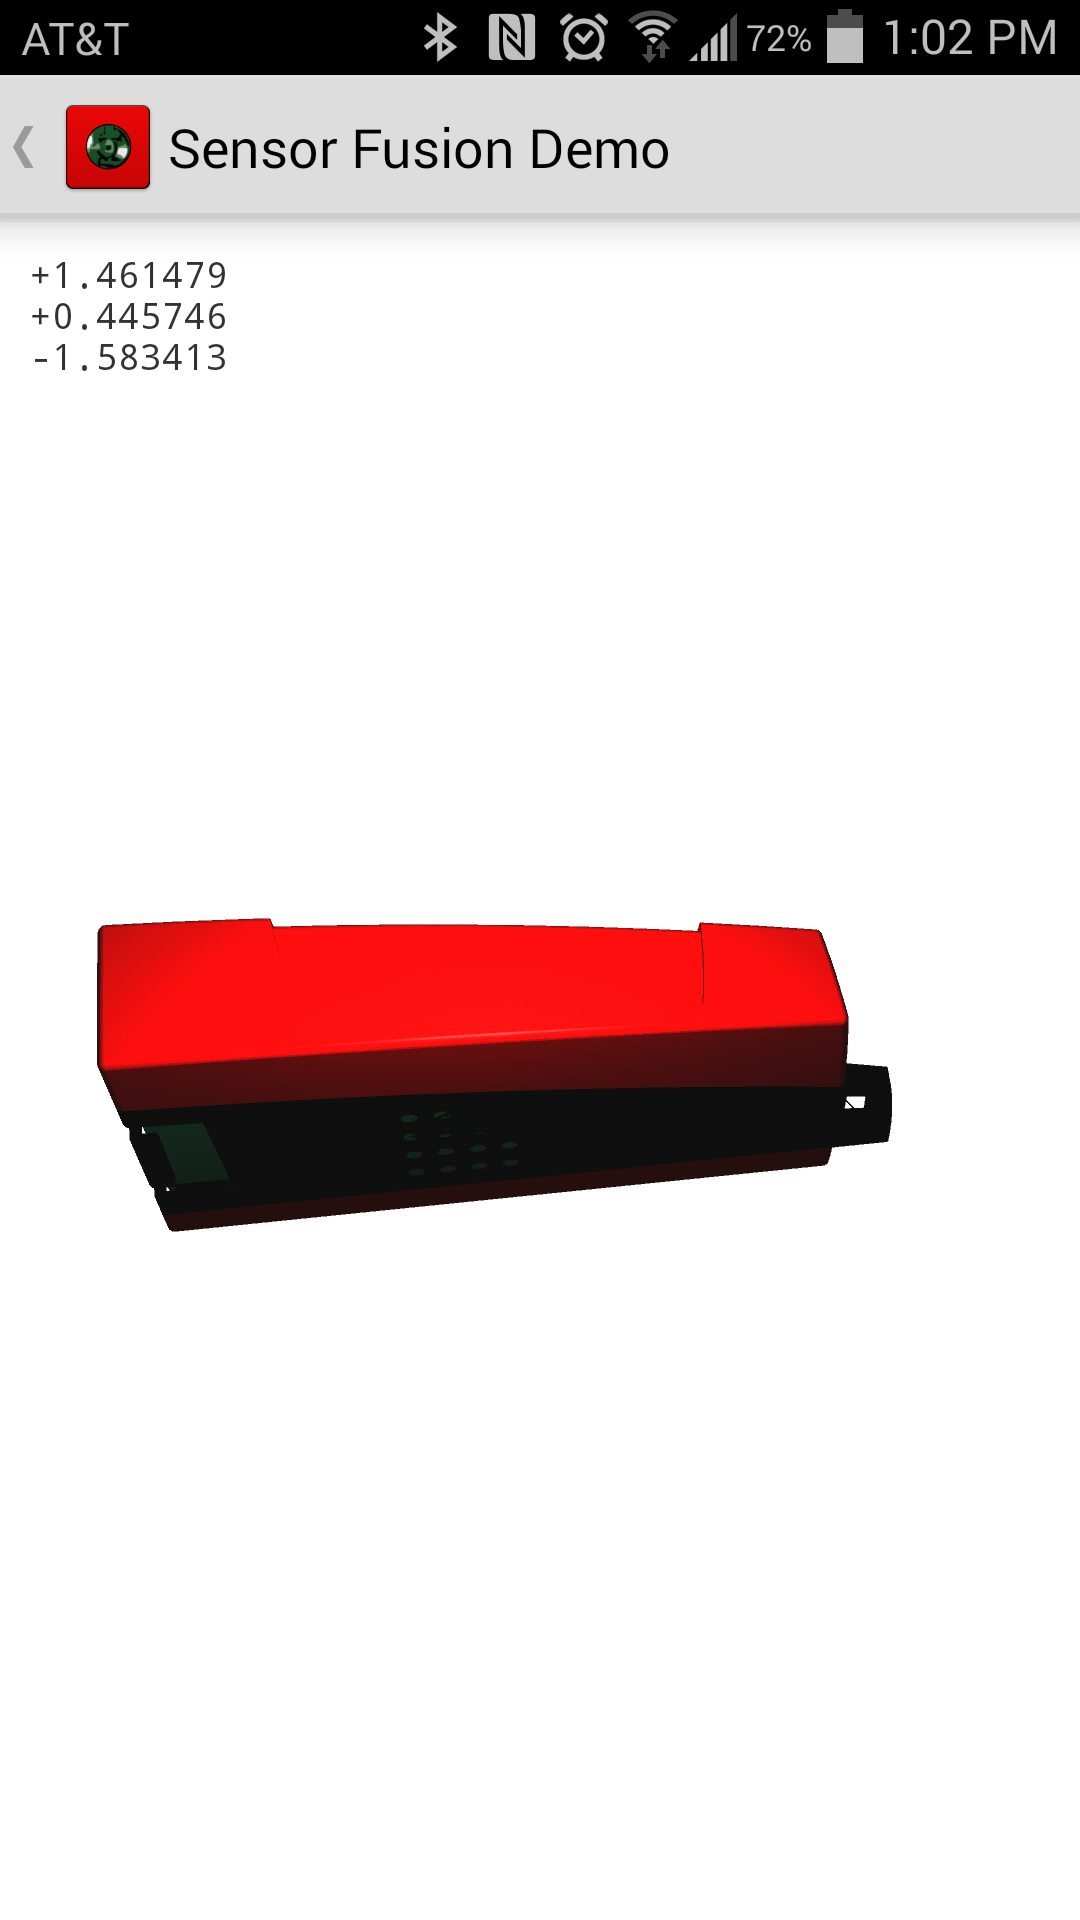 AT&T 72% 1:02 PM
Sensor Fusion Demo
+1.461479
+0.445746
-1.583413